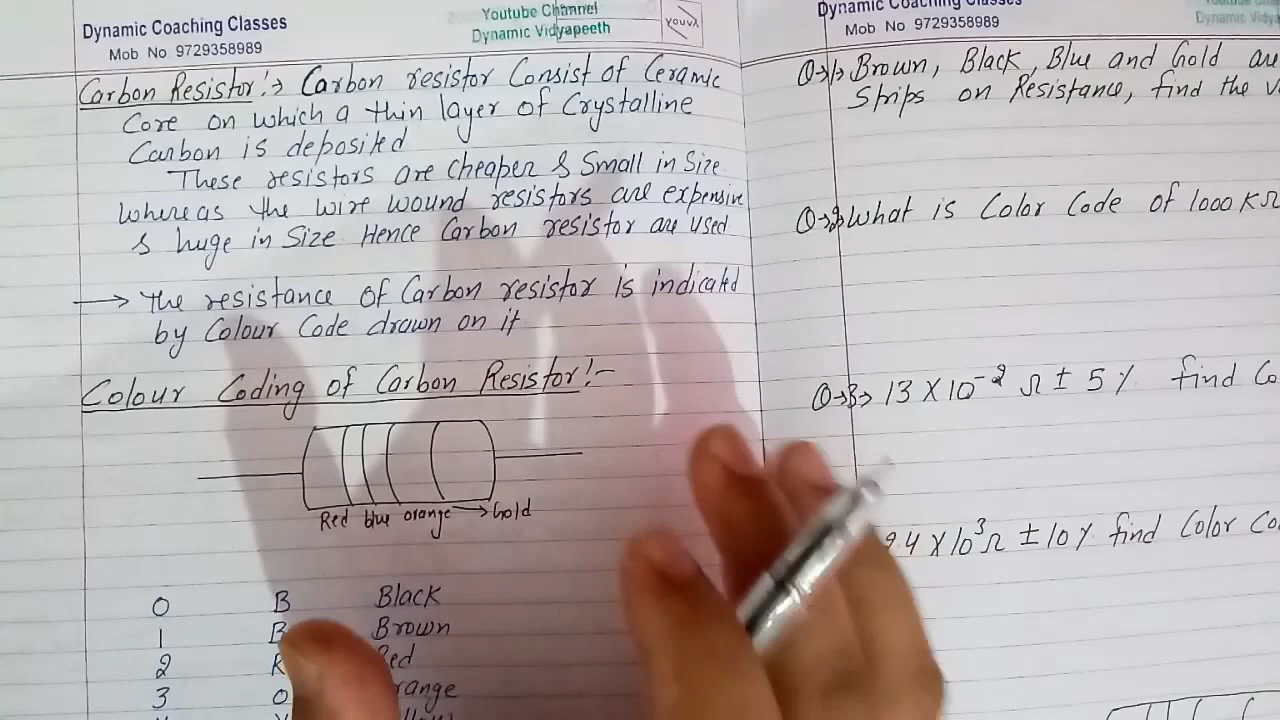 Dynamic Coaching Classes
Mob No 9729358989
Youtube Channel
Dynamic Vidyapeeth
youva
Carbon Resistor :→ Carbon resistor Consist of Ceramic
Core on which a thin layer of Crystalline
Carbon is deposited
These resistors are cheaper & Small in Size
whereas the wire wound resistors are expensive
& huge in Size Hence Carbon resistor are used
→ The resistance of Carbon resistor is indicated
by Colour Code drawn on it
Colour Coding of Carbon Resistor :-
Red blue orange → Gold
0 B Black
1 B Brown
2 R Red
3 O range
Dynamic Coaching Classes
Mob No 9729358989
Dynamic
Q→1→ Brown, Black, Blue and Gold are
Strips on Resistance, find the
Q→2→ what is Color Code of 1000 KΩ
Q→3→ 13 X 10⁻² Ω ± 5 % find Co
24 X 10³ Ω ± 10 % find Color Co